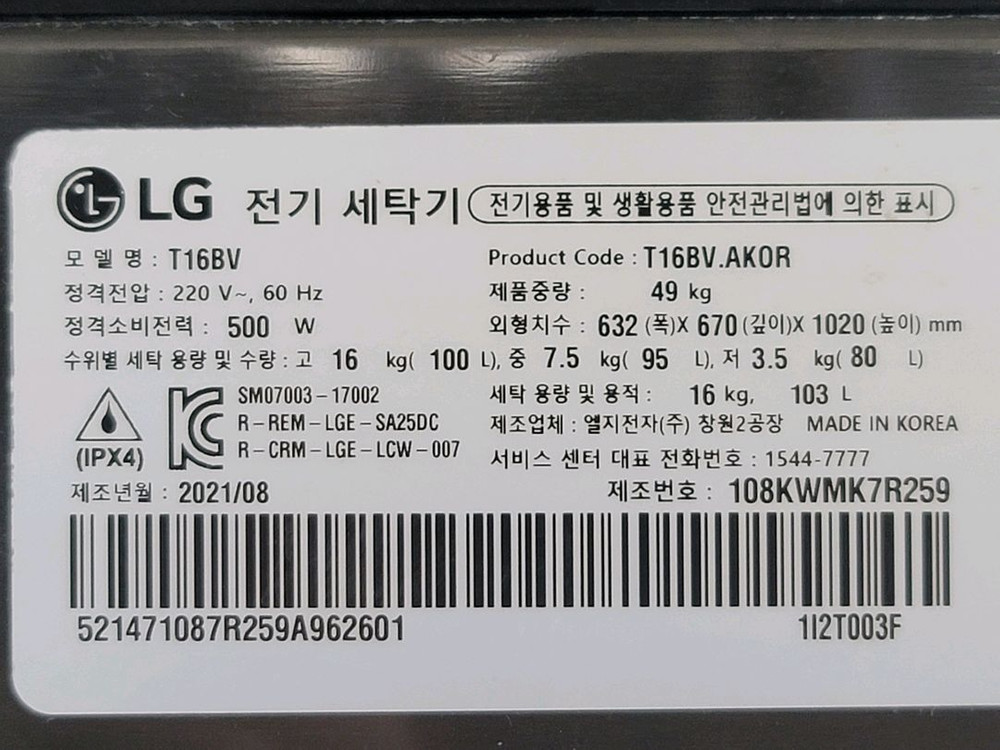 LG 전기 세탁기 전기용품 및 생활용품 안전관리법에 의한 표시
모 델 명 : T16BV
Product Code : T16BV.AKOR
정격전압 : 220 V~, 60 Hz
제품중량 : 49 kg
정격소비전력 : 500 W
외형치수 : 632 (폭)X 670 (깊이)X 1020 (높이) mm
수위별 세탁 용량 및 수량 : 고 16 kg( 100 L), 중 7.5 kg( 95 L), 저 3.5 kg( 80 L)
SM07003-17002
세탁 용량 및 용적 : 16 kg, 103 L
R-REM-LGE-SA25DC
제조업체 : 엘지전자(주) 창원2공장 MADE IN KOREA
(IPX4)
R-CRM-LGE-LCW-007
서비스 센터 대표 전화번호 : 1544-7777
제조년월 : 2021/08
제조번호 : 108KWMK7R259
521471087R259A962601
1I2T003F